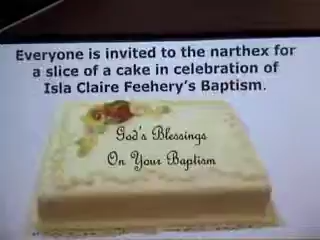 Everyone is invited to the narthex for
a slice of a cake in celebration of
Isla Claire Feehery's Baptism.
God's Blessings
On Your Baptism